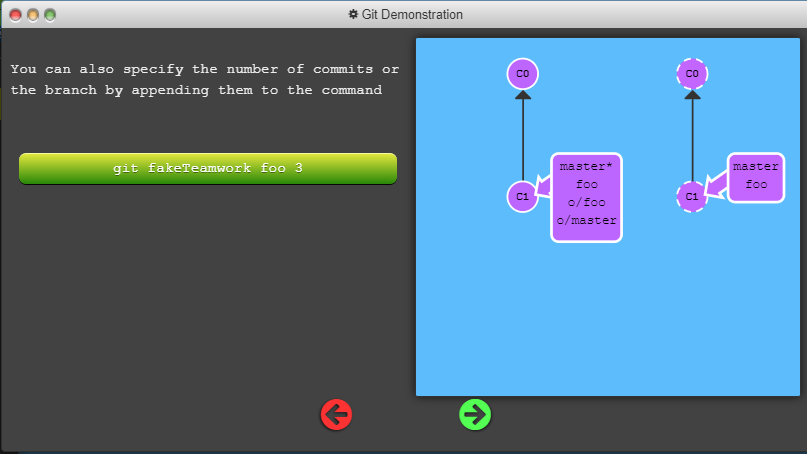 Git Demonstration
You can also specify the number of commits or
the branch by appending them to the command
git fakeTeamwork foo 3
C0
C1
master*
foo
o/foo
o/master
C0
C1
master
foo